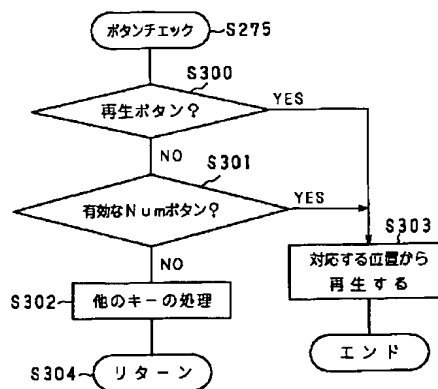 ボタンチェック
S275
S300
再生ボタン?
YES
NO
S301
有効なNumボタン?
YES
NO
S303
対応する位置から
再生する
S302
他のキーの処理
エンド
S304
リターン